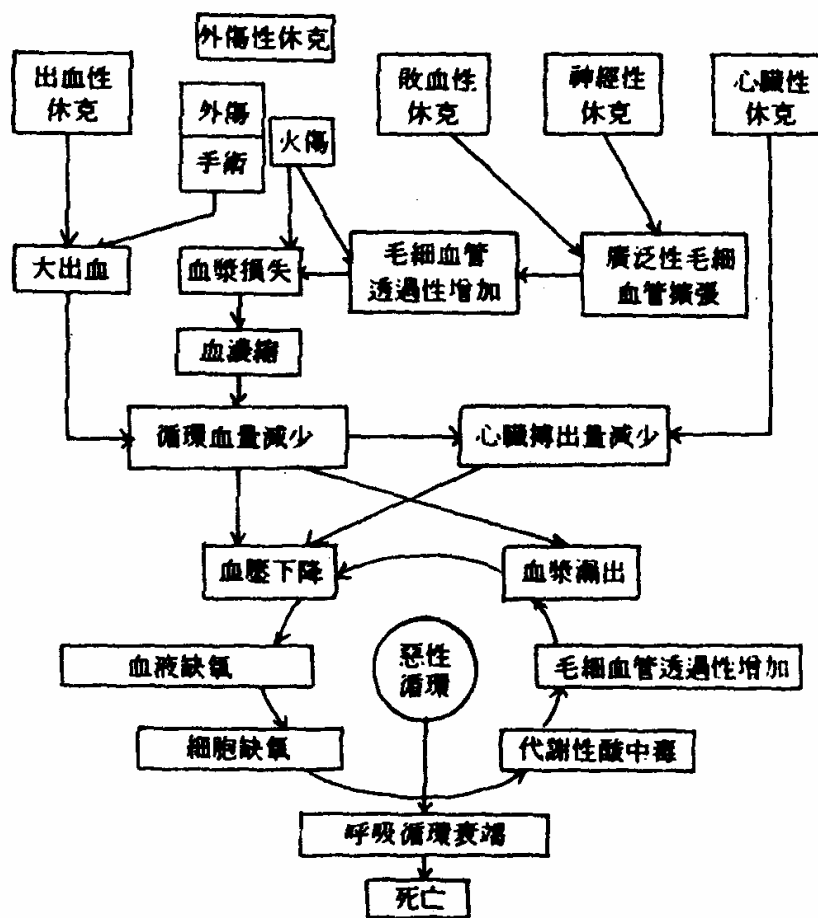 外傷性休克
出血性
休克
外傷
手術
火傷
敗血性
休克
神經性
休克
心臟性
休克
大出血
血漿損失
毛細血管
透過性增加
廣泛性毛細
血管擴張
血濃縮
循環血量減少
心臟搏出量減少
血壓下降
血漿漏出
惡性
循環
血液缺氧
毛細血管透過性增加
細胞缺氧
代謝性酸中毒
呼吸循環衰竭
死亡